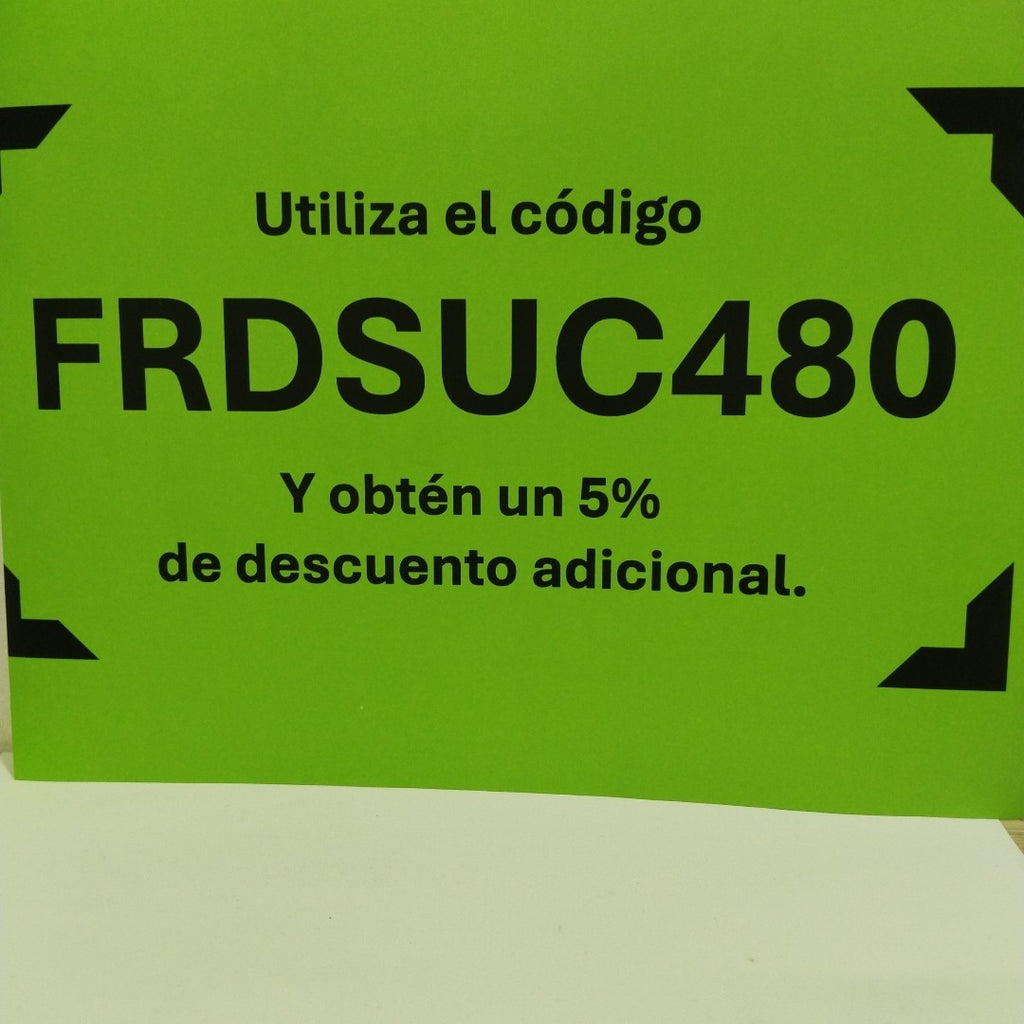 Utiliza el código
FRDSUC480
Y obtén un 5%
de descuento adicional.